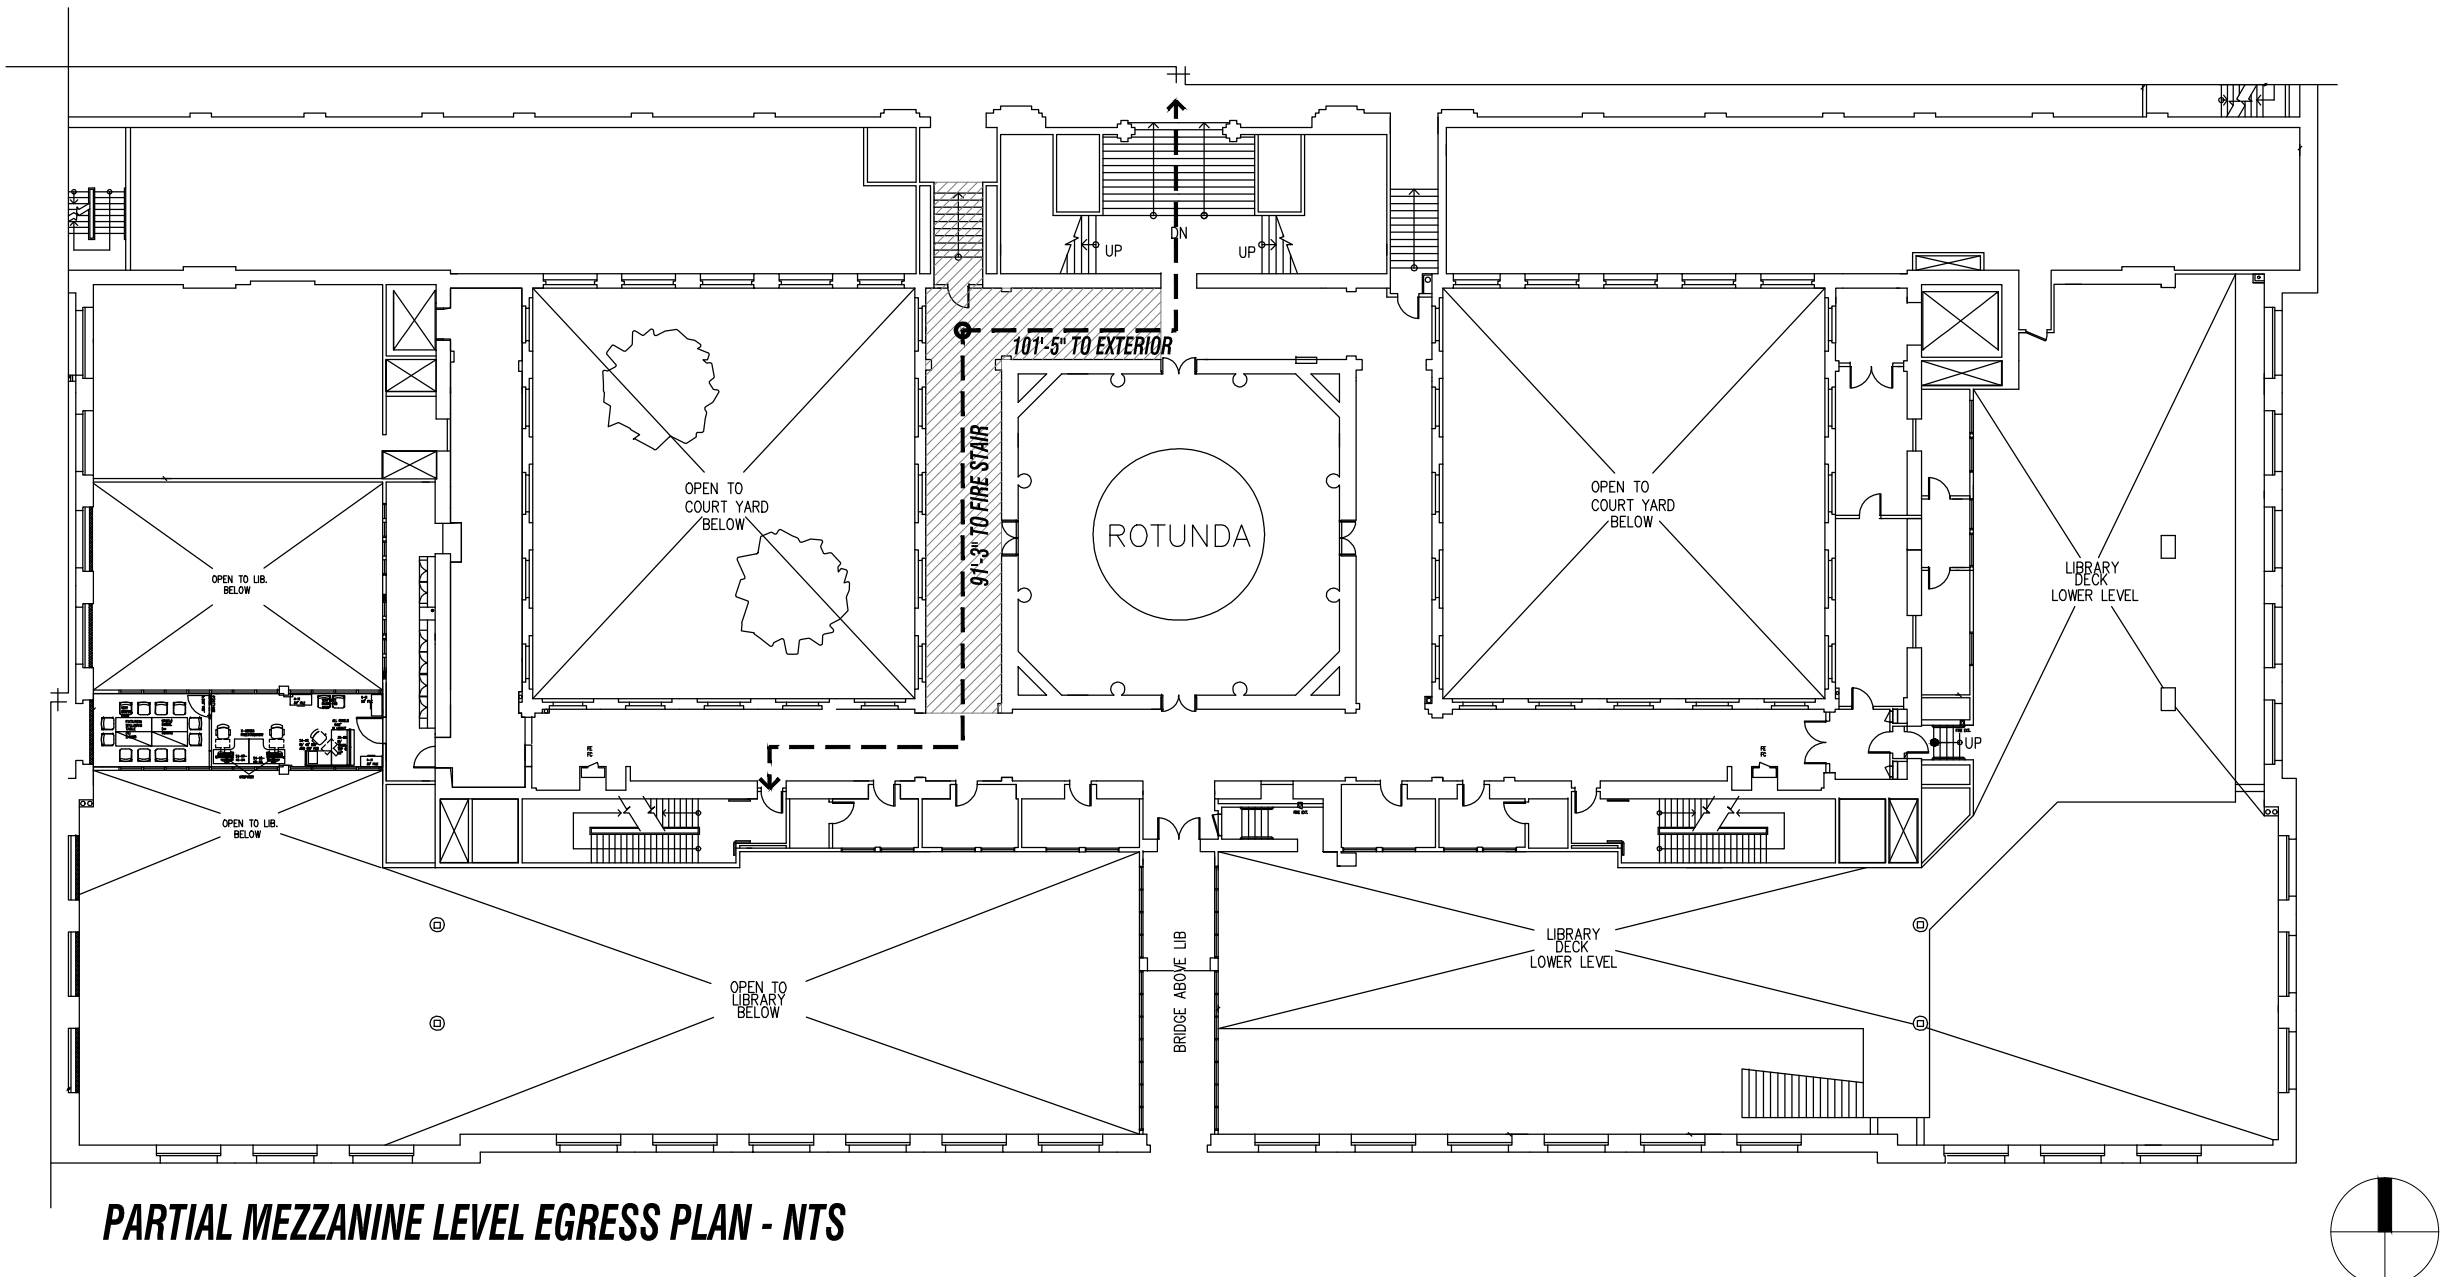 DN
UP
UP
101'-5" TO EXTERIOR
91'-3" TO FIRE STAIR
OPEN TO
COURT YARD
BELOW
ROTUNDA
OPEN TO
COURT YARD
BELOW
OPEN TO LIB.
BELOW
LIBRARY
DECK
LOWER LEVEL
UP
OPEN TO LIB.
BELOW
OPEN TO
LIBRARY
BELOW
BRIDGE ABOVE LIB
LIBRARY
DECK
LOWER LEVEL
PARTIAL MEZZANINE LEVEL EGRESS PLAN - NTS